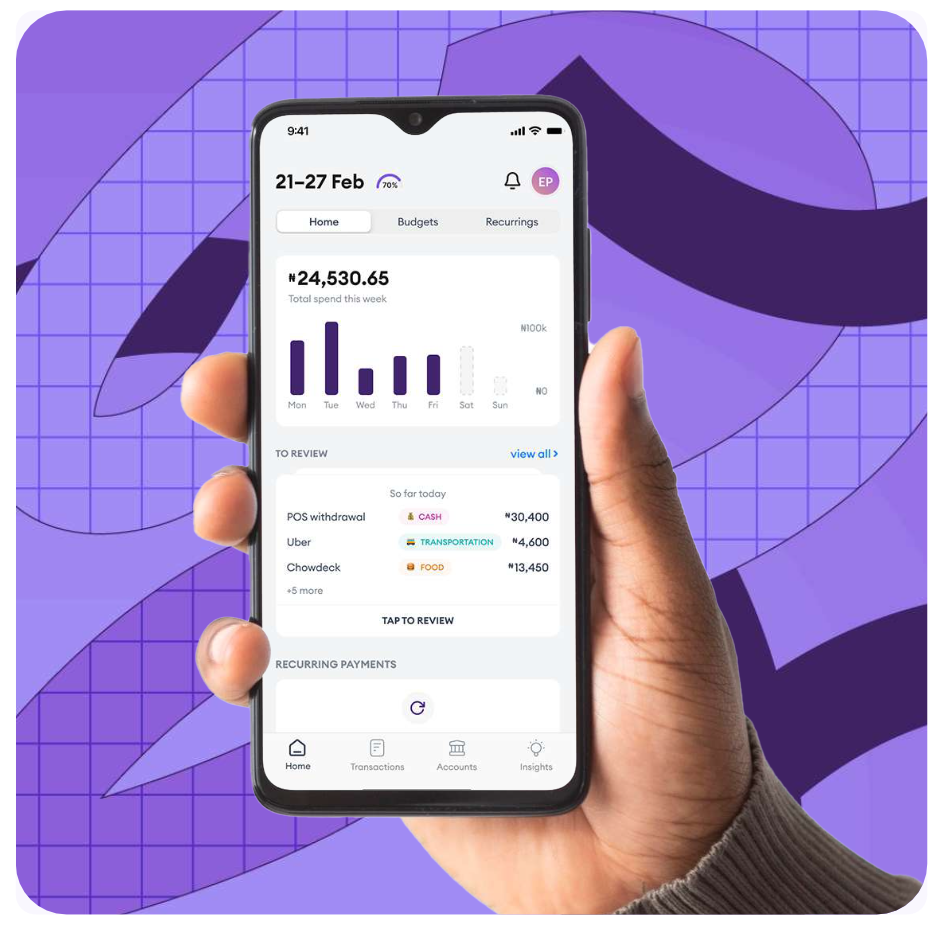 9:41
21–27 Feb 70% EP
Home Budgets Recurrings
₦24,530.65
Total spend this week
₦100k
₦0
Mon Tue Wed Thu Fri Sat Sun
TO REVIEW view all >
So far today
POS withdrawal CASH ₦30,400
Uber TRANSPORTATION ₦4,600
Chowdeck FOOD ₦13,450
+5 more
TAP TO REVIEW
RECURRING PAYMENTS
Home Transactions Accounts Insights